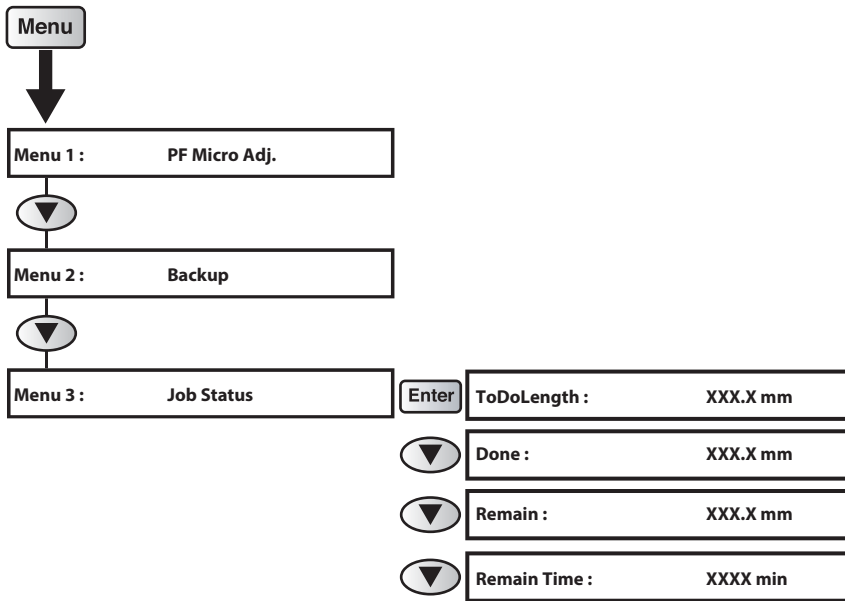 Menu
Menu 1 : PF Micro Adj.
Menu 2 : Backup
Menu 3 : Job Status
Enter
ToDoLength : XXX.X mm
Done : XXX.X mm
Remain : XXX.X mm
Remain Time : XXXX min